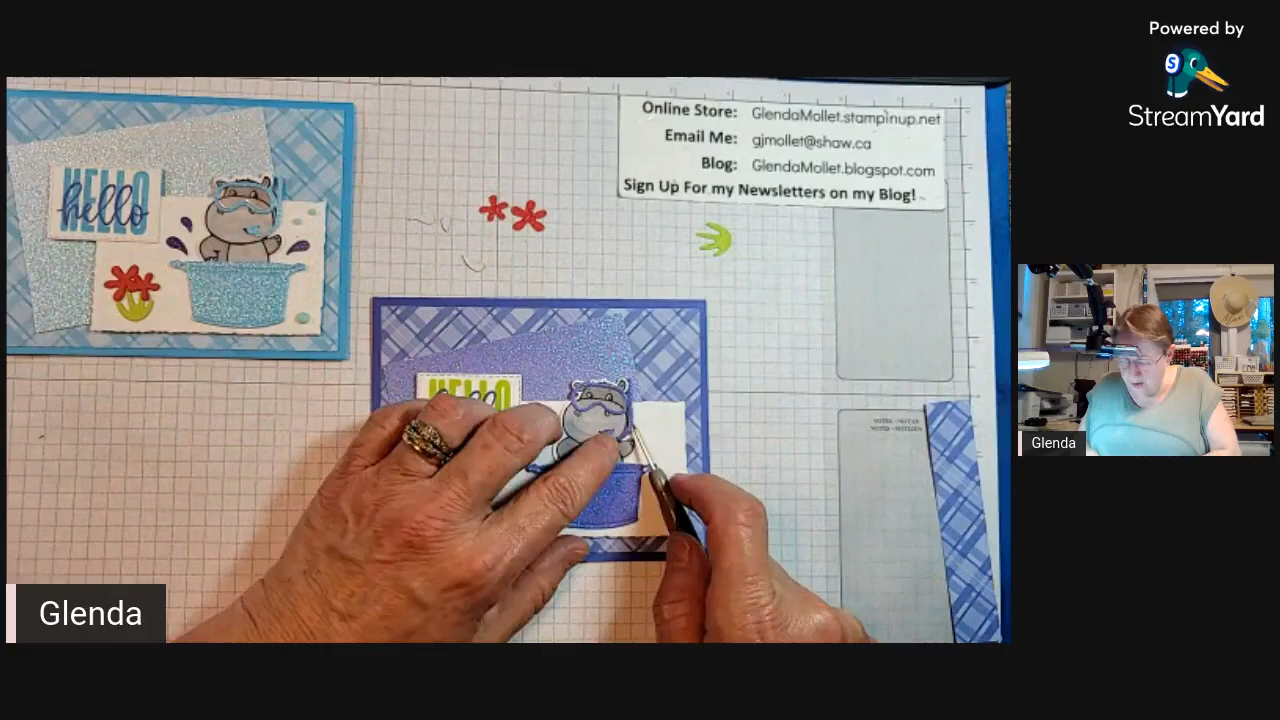 Powered by
StreamYard
Online Store: GlendaMollet.stampinup.net
Email Me: gjmollet@shaw.ca
Blog: GlendaMollet.blogspot.com
Sign Up For my Newsletters on my Blog!
HELLO
hello
HELLO
Glenda
Glenda